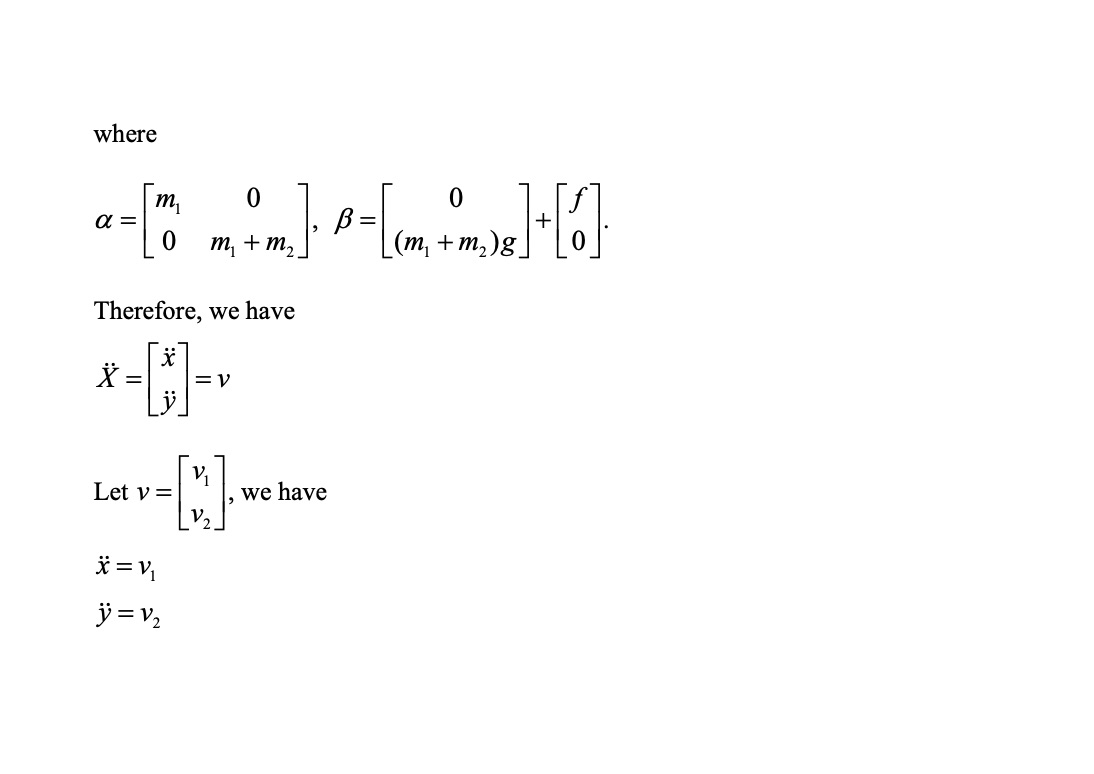 where
α = [m₁ 0; 0 m₁ + m₂], β = [0; (m₁ + m₂)g] + [f; 0].
Therefore, we have
Ẍ = [ẍ; ÿ] = v
Let v = [v₁; v₂], we have
ẍ = v₁
ÿ = v₂